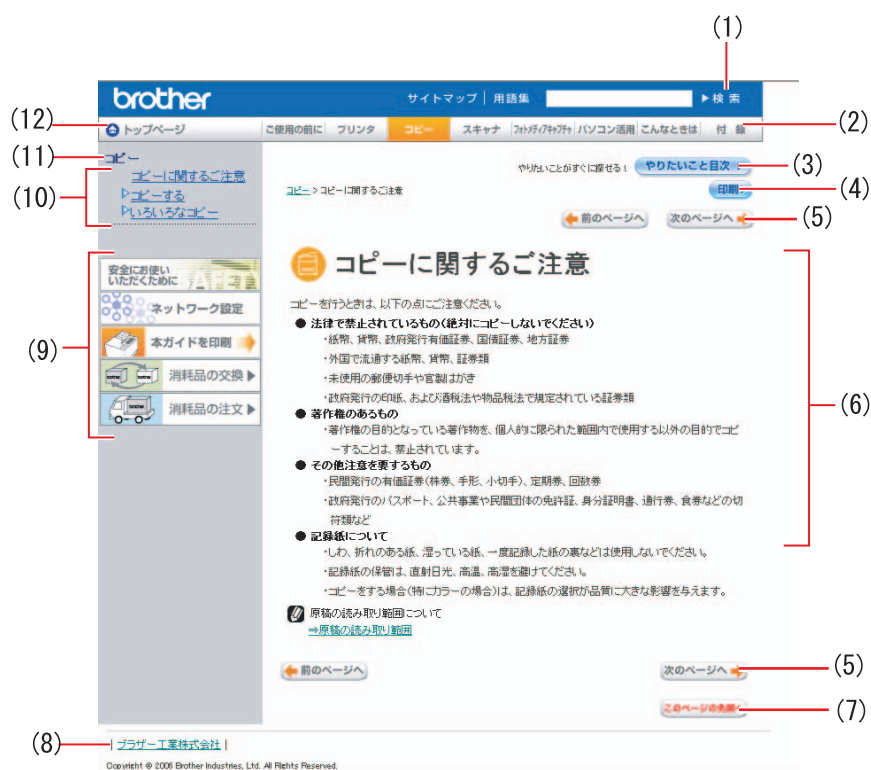 (1)
brother
サイトマップ | 用語集
▶検 索
(12)
トップページ
ご使用の前に
プリンタ
コピー
スキャナ
フォトメディアキャプチャ
パソコン活用
こんなときは
付 録
(2)
(11)
コピー
やりたいことがすぐに探せる!
やりたいこと目次
(3)
(10)
コピーに関するご注意
▷コピーする
▷いろいろなコピー
コピー > コピーに関するご注意
印刷
(4)
前のページへ
次のページへ
(5)
(9)
安全にお使い
いただくために
SAFETY
ネットワーク設定
本ガイドを印刷
消耗品の交換▶
消耗品の注文▶
コピーに関するご注意
コピーを行うときは、以下の点にご注意ください。
● 法律で禁止されているもの(絶対にコピーしないでください)
・紙幣、貨幣、政府発行有価証券、国債証券、地方証券
・外国で流通する紙幣、貨幣、証券類
・未使用の郵便切手や官製はがき
・政府発行の印紙、および酒税法や物品税法で規定されている証券類
● 著作権のあるもの
・著作権の目的となっている著作物を、個人的に限られた範囲内で使用する以外の目的でコピ
ーすることは、禁止されています。
● その他注意を要するもの
・民間発行の有価証券(株券、手形、小切手)、定期券、回数券
・政府発行のパスポート、公共事業や民間団体の免許証、身分証明書、通行券、食券などの切
符類など
● 記録紙について
・しわ、折れのある紙、湿っている紙、一度記録した紙の裏などは使用しないでください。
・記録紙の保管は、直射日光、高温、高湿を避けてください。
・コピーをする場合(特にカラーの場合)は、記録紙の選択が品質に大きな影響を与えます。
(6)
原稿の読み取り範囲について
⇒原稿の読み取り範囲
前のページへ
次のページへ
(5)
このページの先頭へ
(7)
(8)
| ブラザー工業株式会社 |
Copyright © 2006 Brother Industries, Ltd. All Rights Reserved.